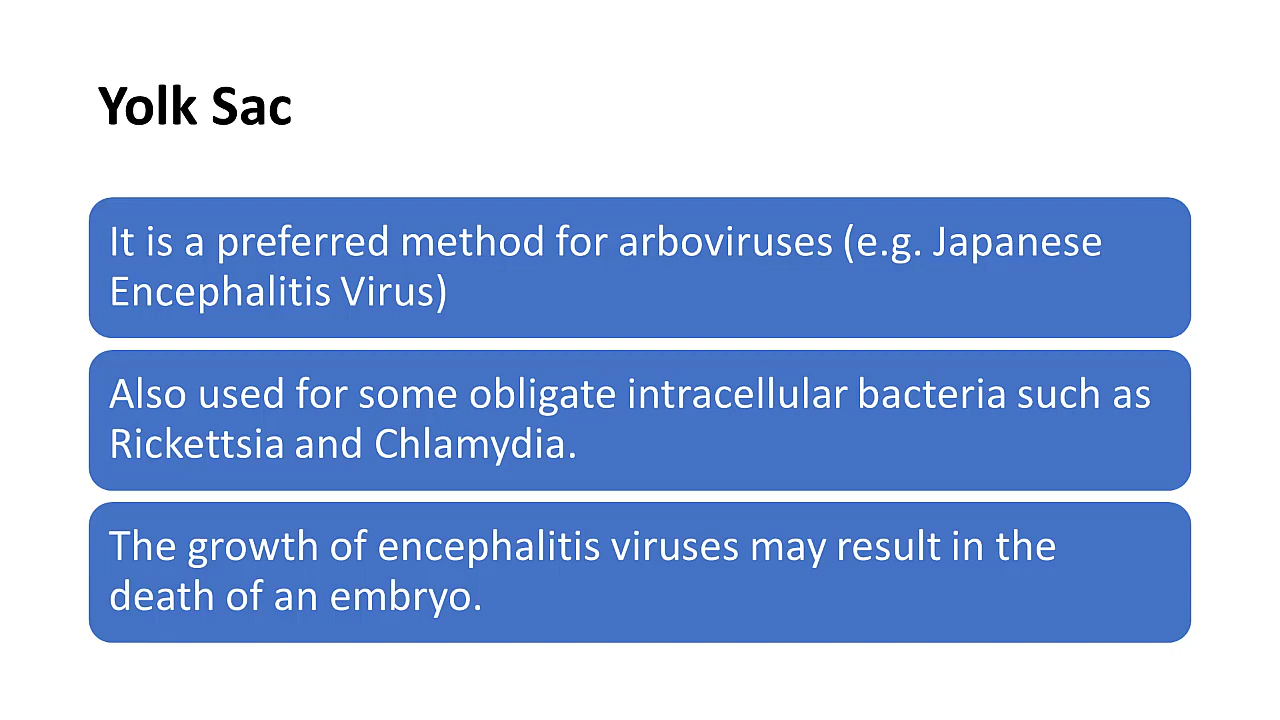 Yolk Sac
It is a preferred method for arboviruses (e.g. Japanese
Encephalitis Virus)
Also used for some obligate intracellular bacteria such as
Rickettsia and Chlamydia.
The growth of encephalitis viruses may result in the
death of an embryo.